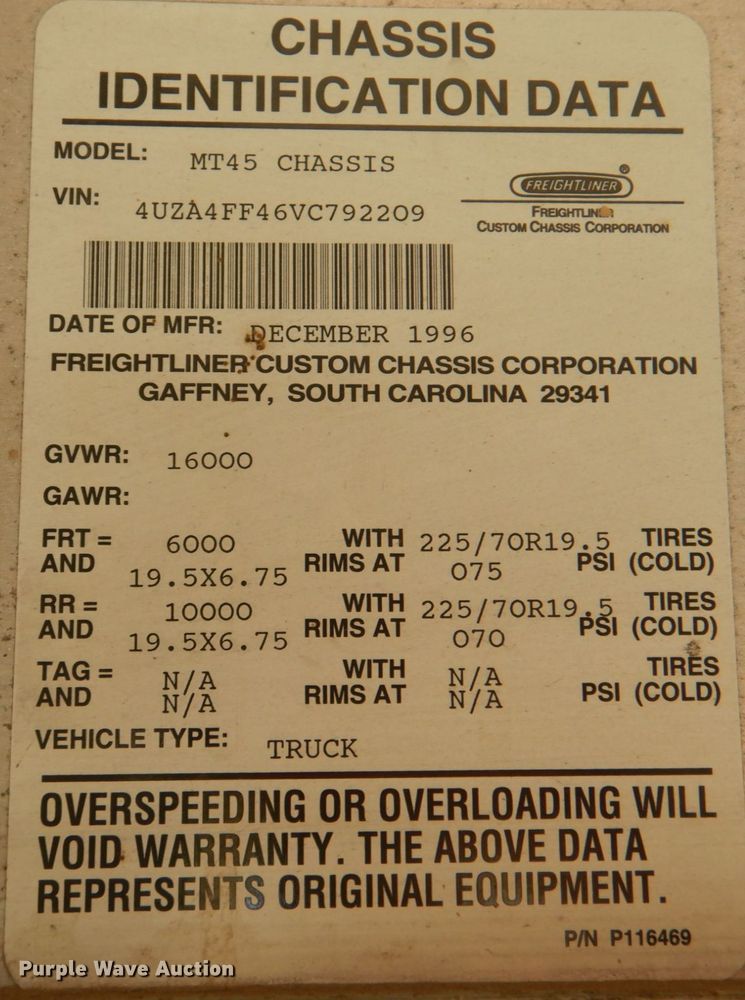 CHASSIS
IDENTIFICATION DATA
MODEL: MT45 CHASSIS
VIN: 4UZA4FF46VC792209
FREIGHTLINER®
FREIGHTLINER
CUSTOM CHASSIS CORPORATION
DATE OF MFR: DECEMBER 1996
FREIGHTLINER CUSTOM CHASSIS CORPORATION
GAFFNEY, SOUTH CAROLINA 29341
GVWR: 16000
GAWR:
FRT = 6000 WITH 225/70R19.5 TIRES
AND 19.5X6.75 RIMS AT 075 PSI (COLD)
RR = 10000 WITH 225/70R19.5 TIRES
AND 19.5X6.75 RIMS AT 070 PSI (COLD)
TAG = N/A WITH N/A TIRES
AND N/A RIMS AT N/A PSI (COLD)
VEHICLE TYPE: TRUCK
OVERSPEEDING OR OVERLOADING WILL
VOID WARRANTY. THE ABOVE DATA
REPRESENTS ORIGINAL EQUIPMENT.
P/N P116469
Purple Wave Auction